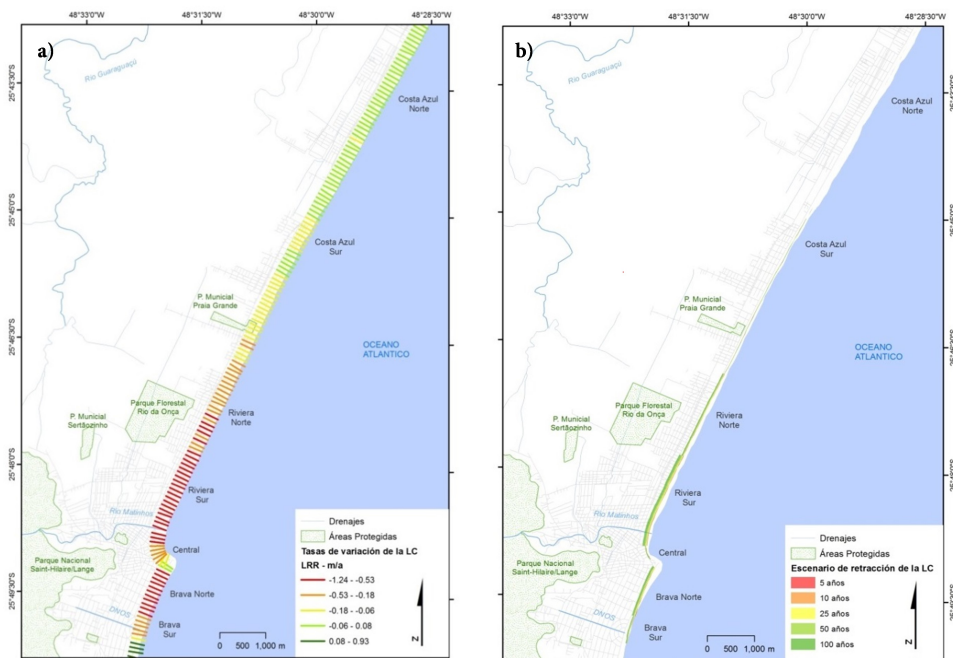 a)
48°33'0"S
48°31'30"S
48°30'0"S
48°28'30"S
25°43'30"S
25°45'0"S
25°46'30"S
25°48'0"S
25°49'30"S
Rio Guaraguaçú
Costa Azul
Norte
Costa Azul
Sur
P. Municial
Praia Grande
OCEANO
ATLANTICO
Parque Florestal
Rio da Onça
P. Municial
Sertãozinho
Riviera
Norte
Riviera
Sur
Rio Matinhos
Central
Parque Nacional
Saint-Hilaire/Lange
Brava Norte
DNOS
Brava
Sur
Drenajes
Áreas Protegidas
Tasas de variación de la LC
LRR - m/a
-1.24 - -0.53
-0.53 - -0.18
-0.18 - -0.06
-0.06 - 0.08
0.08 - 0.93
0 500 1,000 m
N
b)
48°33'0"S
48°31'30"S
48°30'0"S
48°28'30"S
Rio Guaraguaçú
Costa Azul
Norte
Costa Azul
Sur
P. Municial
Praia Grande
OCEANO
ATLANTICO
Parque Florestal
Rio da Onça
P. Municial
Sertãozinho
Riviera
Norte
Riviera
Sur
Rio Matinhos
Central
Parque Nacional
Saint-Hilaire/Lange
Brava Norte
DNOS
Brava
Sur
Drenajes
Áreas Protegidas
Escenario de retracción de la LC
5 años
10 años
25 años
50 años
100 años
0 500 1,000 m
N